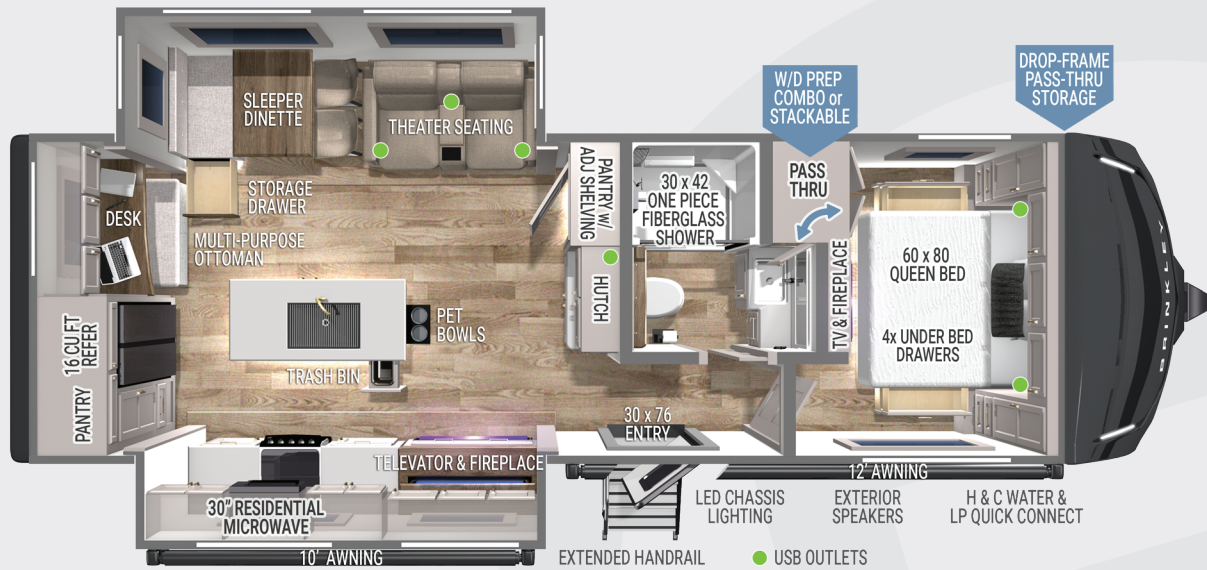 DROP-FRAME
PASS-THRU
STORAGE
W/D PREP
COMBO or
STACKABLE
SLEEPER
DINETTE
THEATER SEATING
PANTRY w/
ADJ SHELVING
30 x 42
ONE PIECE
FIBERGLASS
SHOWER
PASS
THRU
DESK
STORAGE
DRAWER
MULTI-PURPOSE
OTTOMAN
HUTCH
TV & FIREPLACE
60 x 80
QUEEN BED
4x UNDER BED
DRAWERS
BRINKLEY
16 CU FT
REFER
PANTRY
PET
BOWLS
TRASH BIN
30 x 76
ENTRY
TELEVATOR & FIREPLACE
30" RESIDENTIAL
MICROWAVE
12' AWNING
LED CHASSIS
LIGHTING
EXTERIOR
SPEAKERS
H & C WATER &
LP QUICK CONNECT
10' AWNING
EXTENDED HANDRAIL
USB OUTLETS